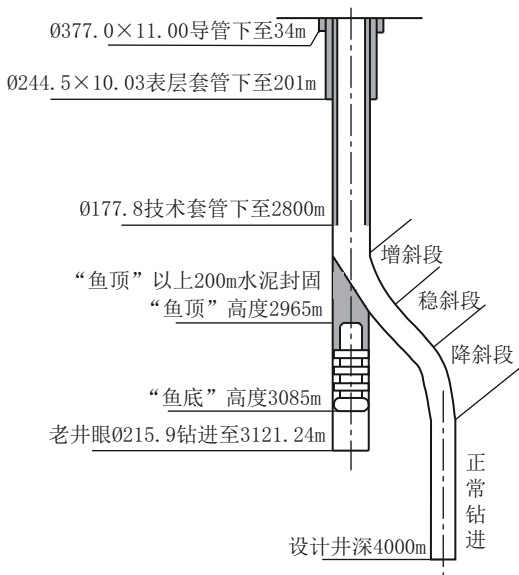 Ø377.0×11.00导管下至34m
Ø244.5×10.03表层套管下至201m
Ø177.8技术套管下至2800m
增斜段
“鱼顶”以上200m水泥封固
稳斜段
“鱼顶”高度2965m
降斜段
“鱼底”高度3085m
老井眼Ø215.9钻进至3121.24m
正常钻进
设计井深4000m